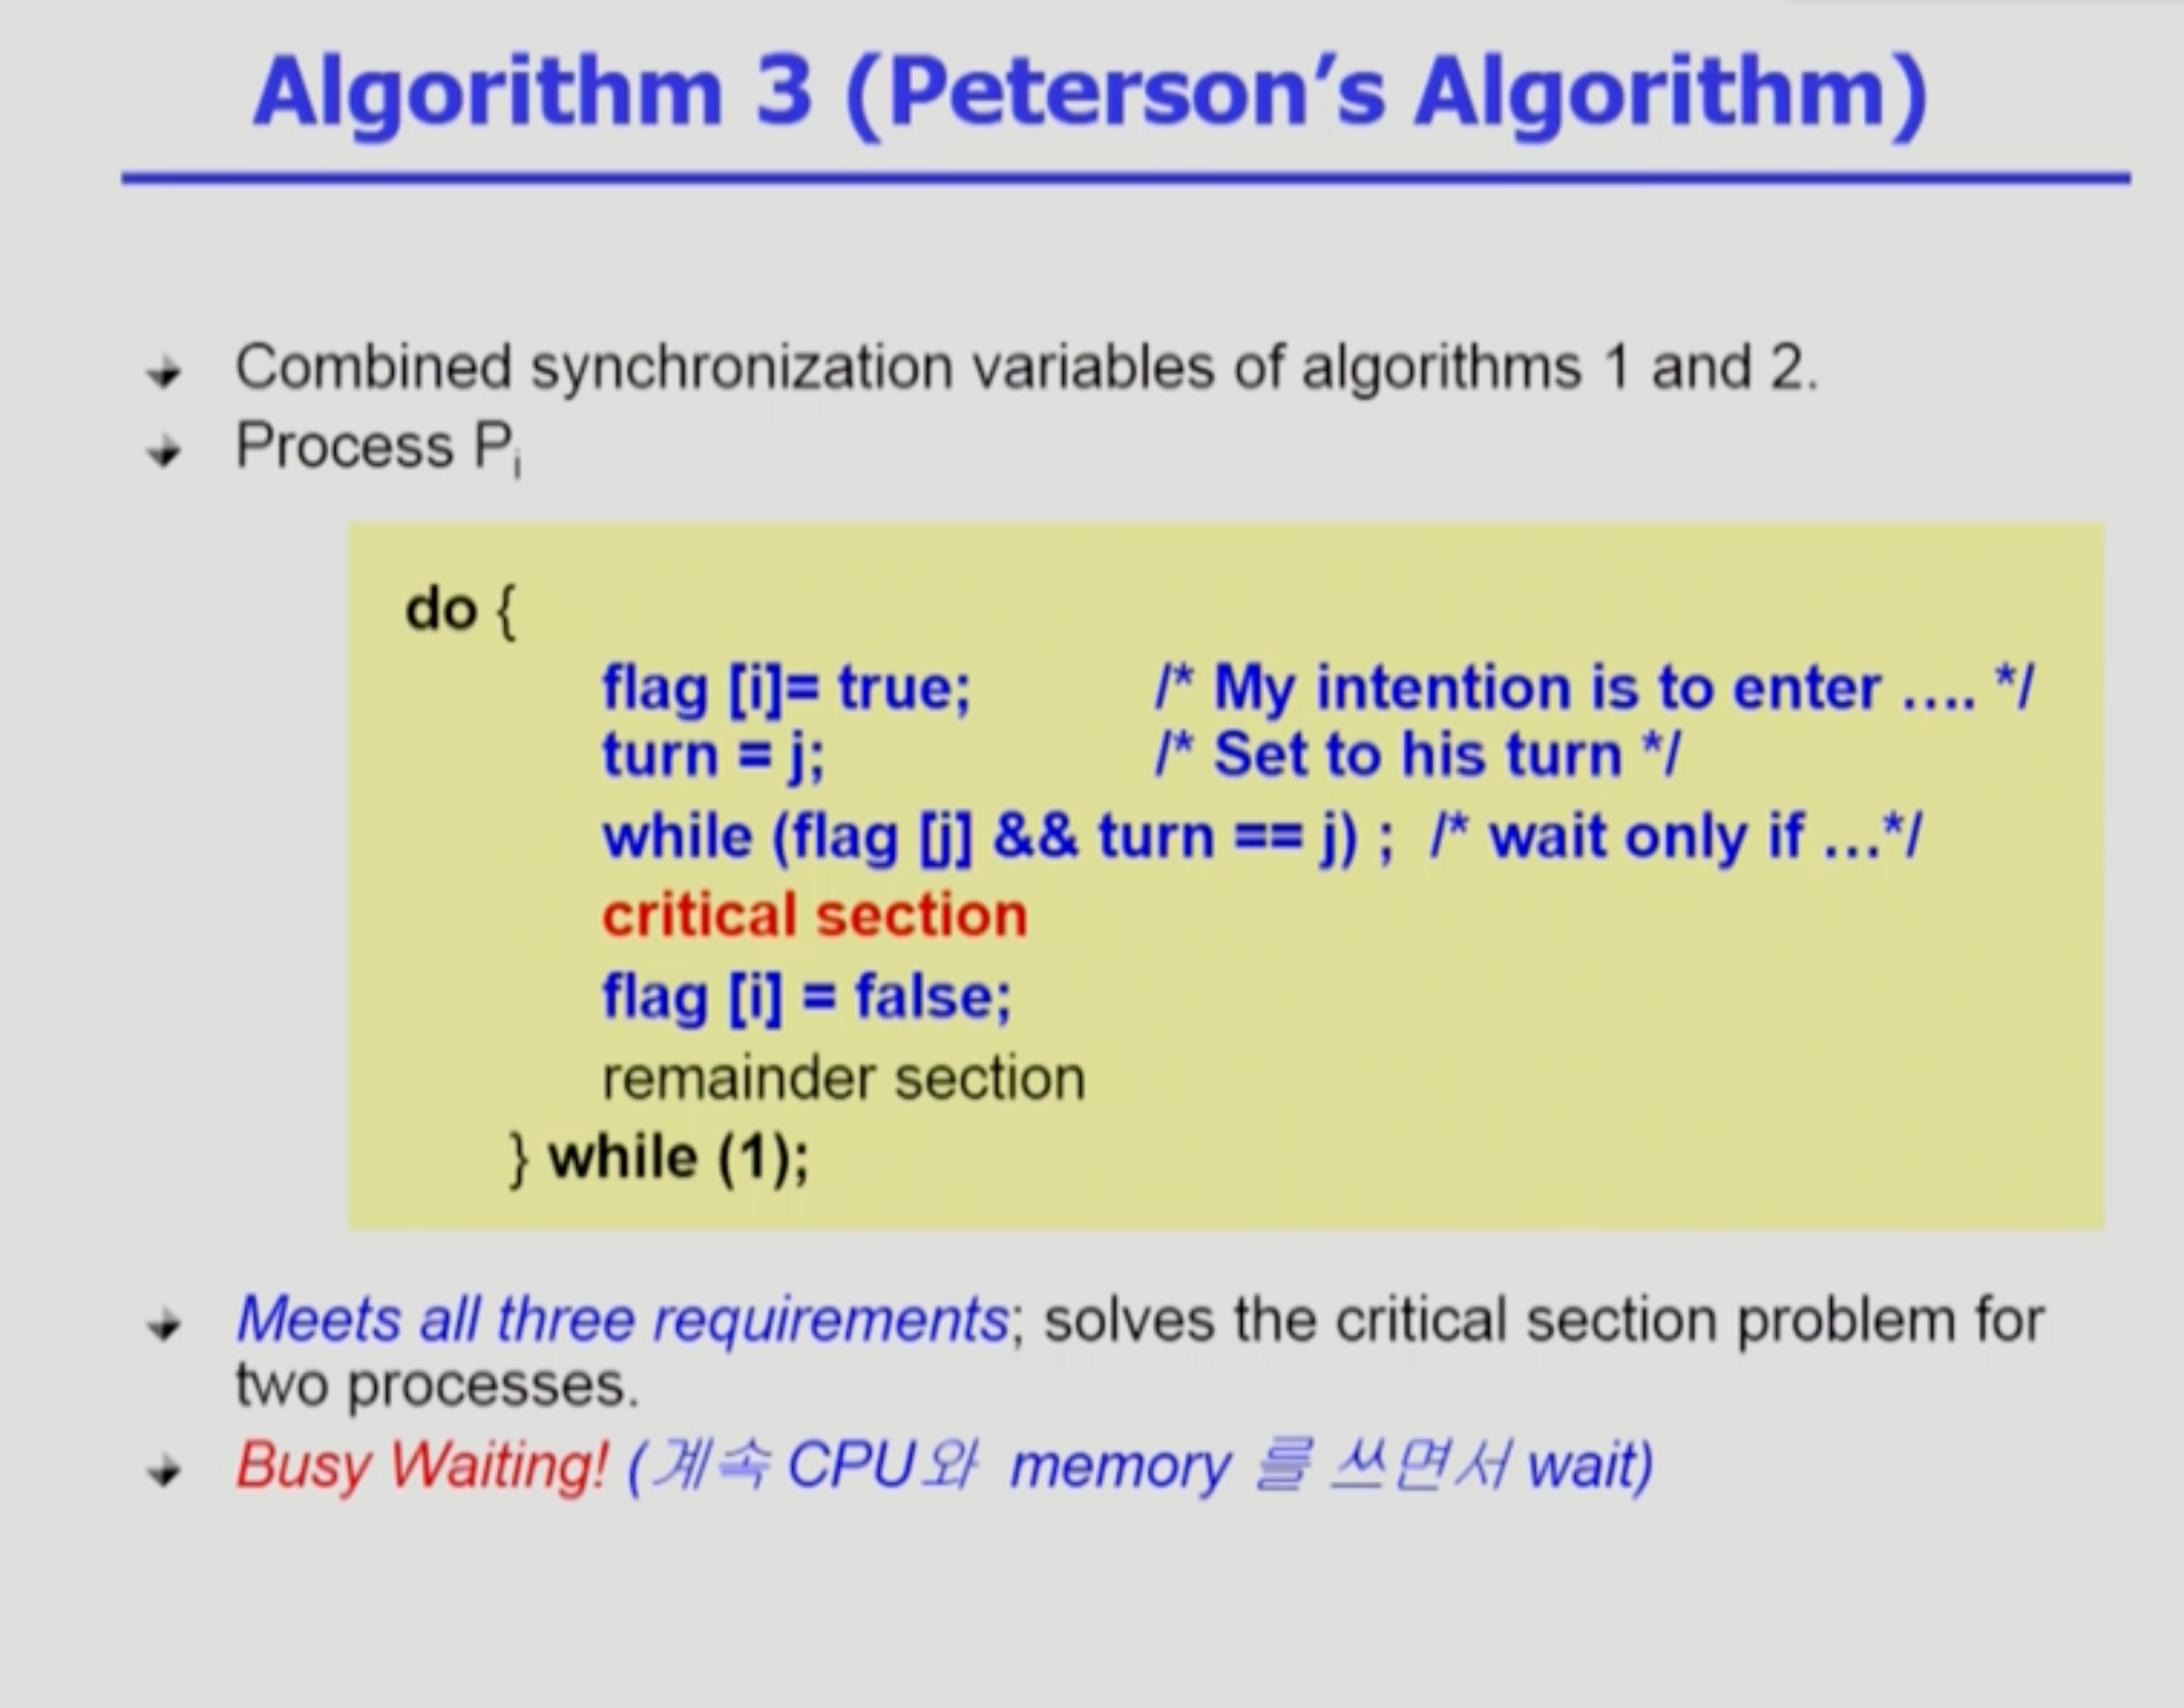 Algorithm 3 (Peterson’s Algorithm)
Combined synchronization variables of algorithms 1 and 2.
Process Pi
do {
flag [i]= true; /* My intention is to enter …. */
turn = j; /* Set to his turn */
while (flag [j] && turn == j) ; /* wait only if …*/
critical section
flag [i] = false;
remainder section
} while (1);
Meets all three requirements; solves the critical section problem for
two processes.
Busy Waiting! (계속 CPU와 memory 를 쓰면서 wait)